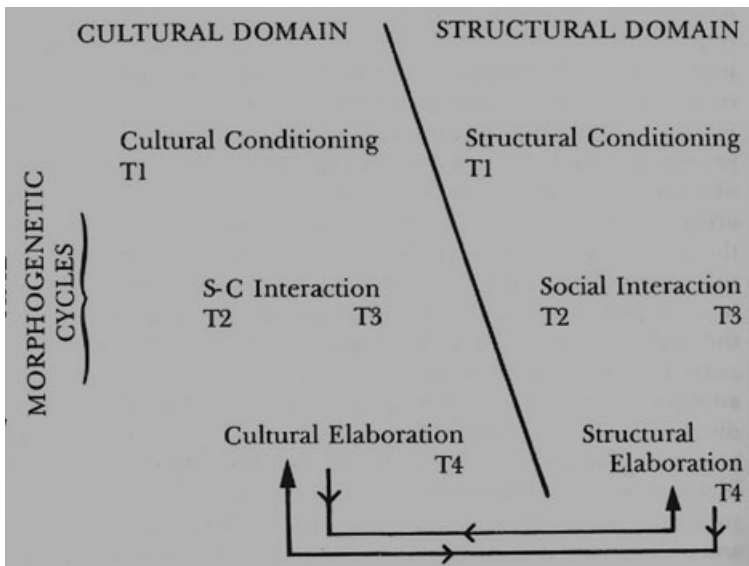 CULTURAL DOMAIN
STRUCTURAL DOMAIN
Cultural Conditioning
T1
Structural Conditioning
T1
MORPHOGENETIC
CYCLES
S-C Interaction
T2 T3
Social Interaction
T2 T3
Cultural Elaboration
T4
Structural
Elaboration
T4